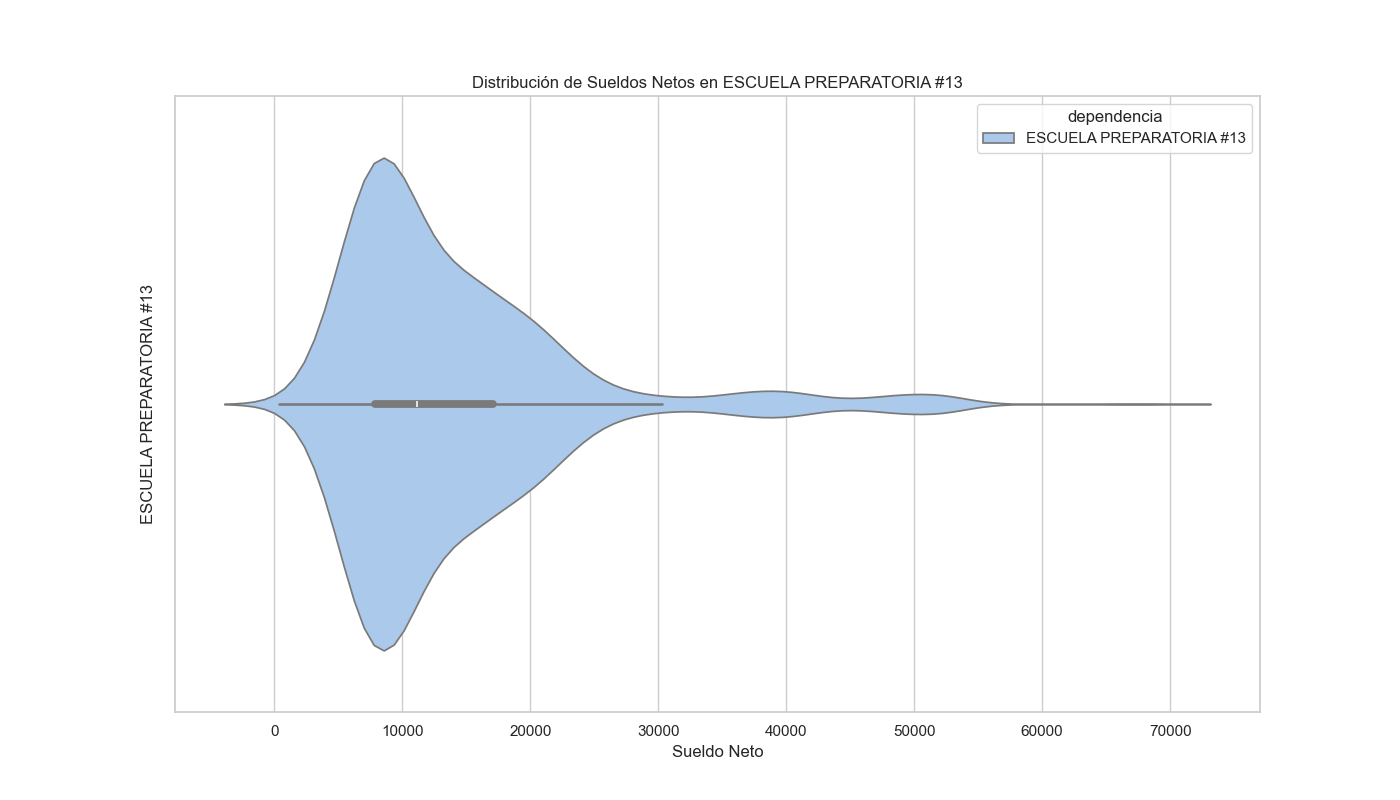 Distribución de Sueldos Netos en ESCUELA PREPARATORIA #13
dependencia
ESCUELA PREPARATORIA #13
ESCUELA PREPARATORIA #13
0 10000 20000 30000 40000 50000 60000 70000
Sueldo Neto